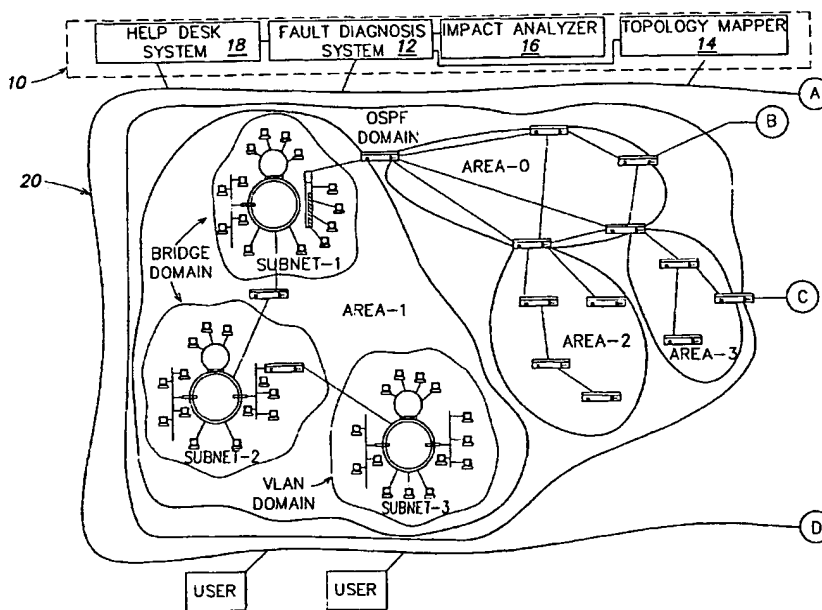 HELP DESK SYSTEM 18
FAULT DIAGNOSIS SYSTEM 12
IMPACT ANALYZER 16
TOPOLOGY MAPPER 14
10
A
OSPF DOMAIN
B
AREA-0
20
BRIDGE DOMAIN
SUBNET-1
C
AREA-1
AREA-2
AREA-3
SUBNET-2
VLAN DOMAIN
SUBNET-3
D
USER
USER